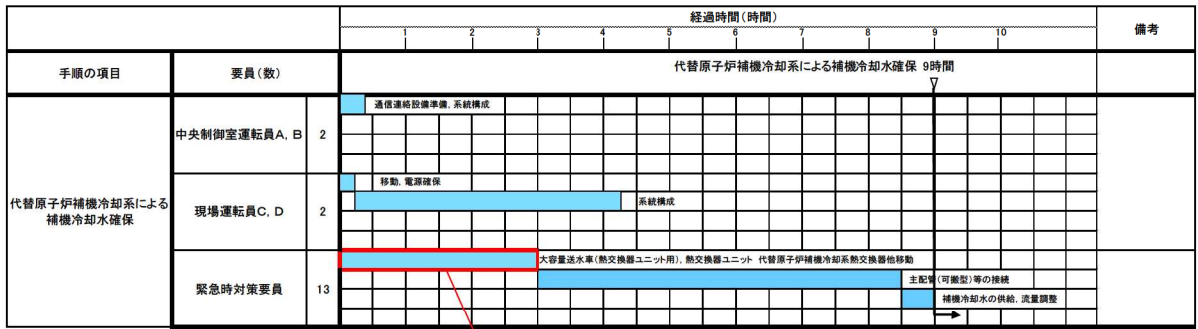 経過時間（時間）
備考
1 2 3 4 5 6 7 8 9 10
手順の項目
要員（数）
代替原子炉補機冷却系による補機冷却水確保 9時間
代替原子炉補機冷却系による
補機冷却水確保
中央制御室運転員A，B
2
通信連絡設備準備，系統構成
現場運転員C，D
2
移動，電源確保
系統構成
緊急時対策要員
13
大容量送水車（熱交換器ユニット用），熱交換器ユニット 代替原子炉補機冷却系熱交換器他移動
主配管（可搬型）等の接続
補機冷却水の供給，流量調整